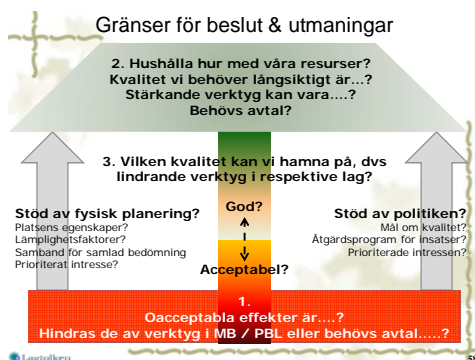 Gränser för beslut & utmaningar
2. Hushålla hur med våra resurser?
Kvalitet vi behöver långsiktigt är...?
Stärkande verktyg kan vara....?
Behövs avtal?
3. Vilken kvalitet kan vi hamna på, dvs
lindrande verktyg i respektive lag?
Stöd av fysisk planering?
Platsens egenskaper?
Lämplighetsfaktorer?
Samband för samlad bedömning
Prioriterat intresse?
God?
Acceptabel?
Stöd av politiken?
Mål om kvalitet?
Åtgärdsprogram för insatser?
Prioriterade intressen?
1.
Oacceptabla effekter är....?
Hindras de av verktyg i MB / PBL eller behövs avtal.....?
Lagtolken